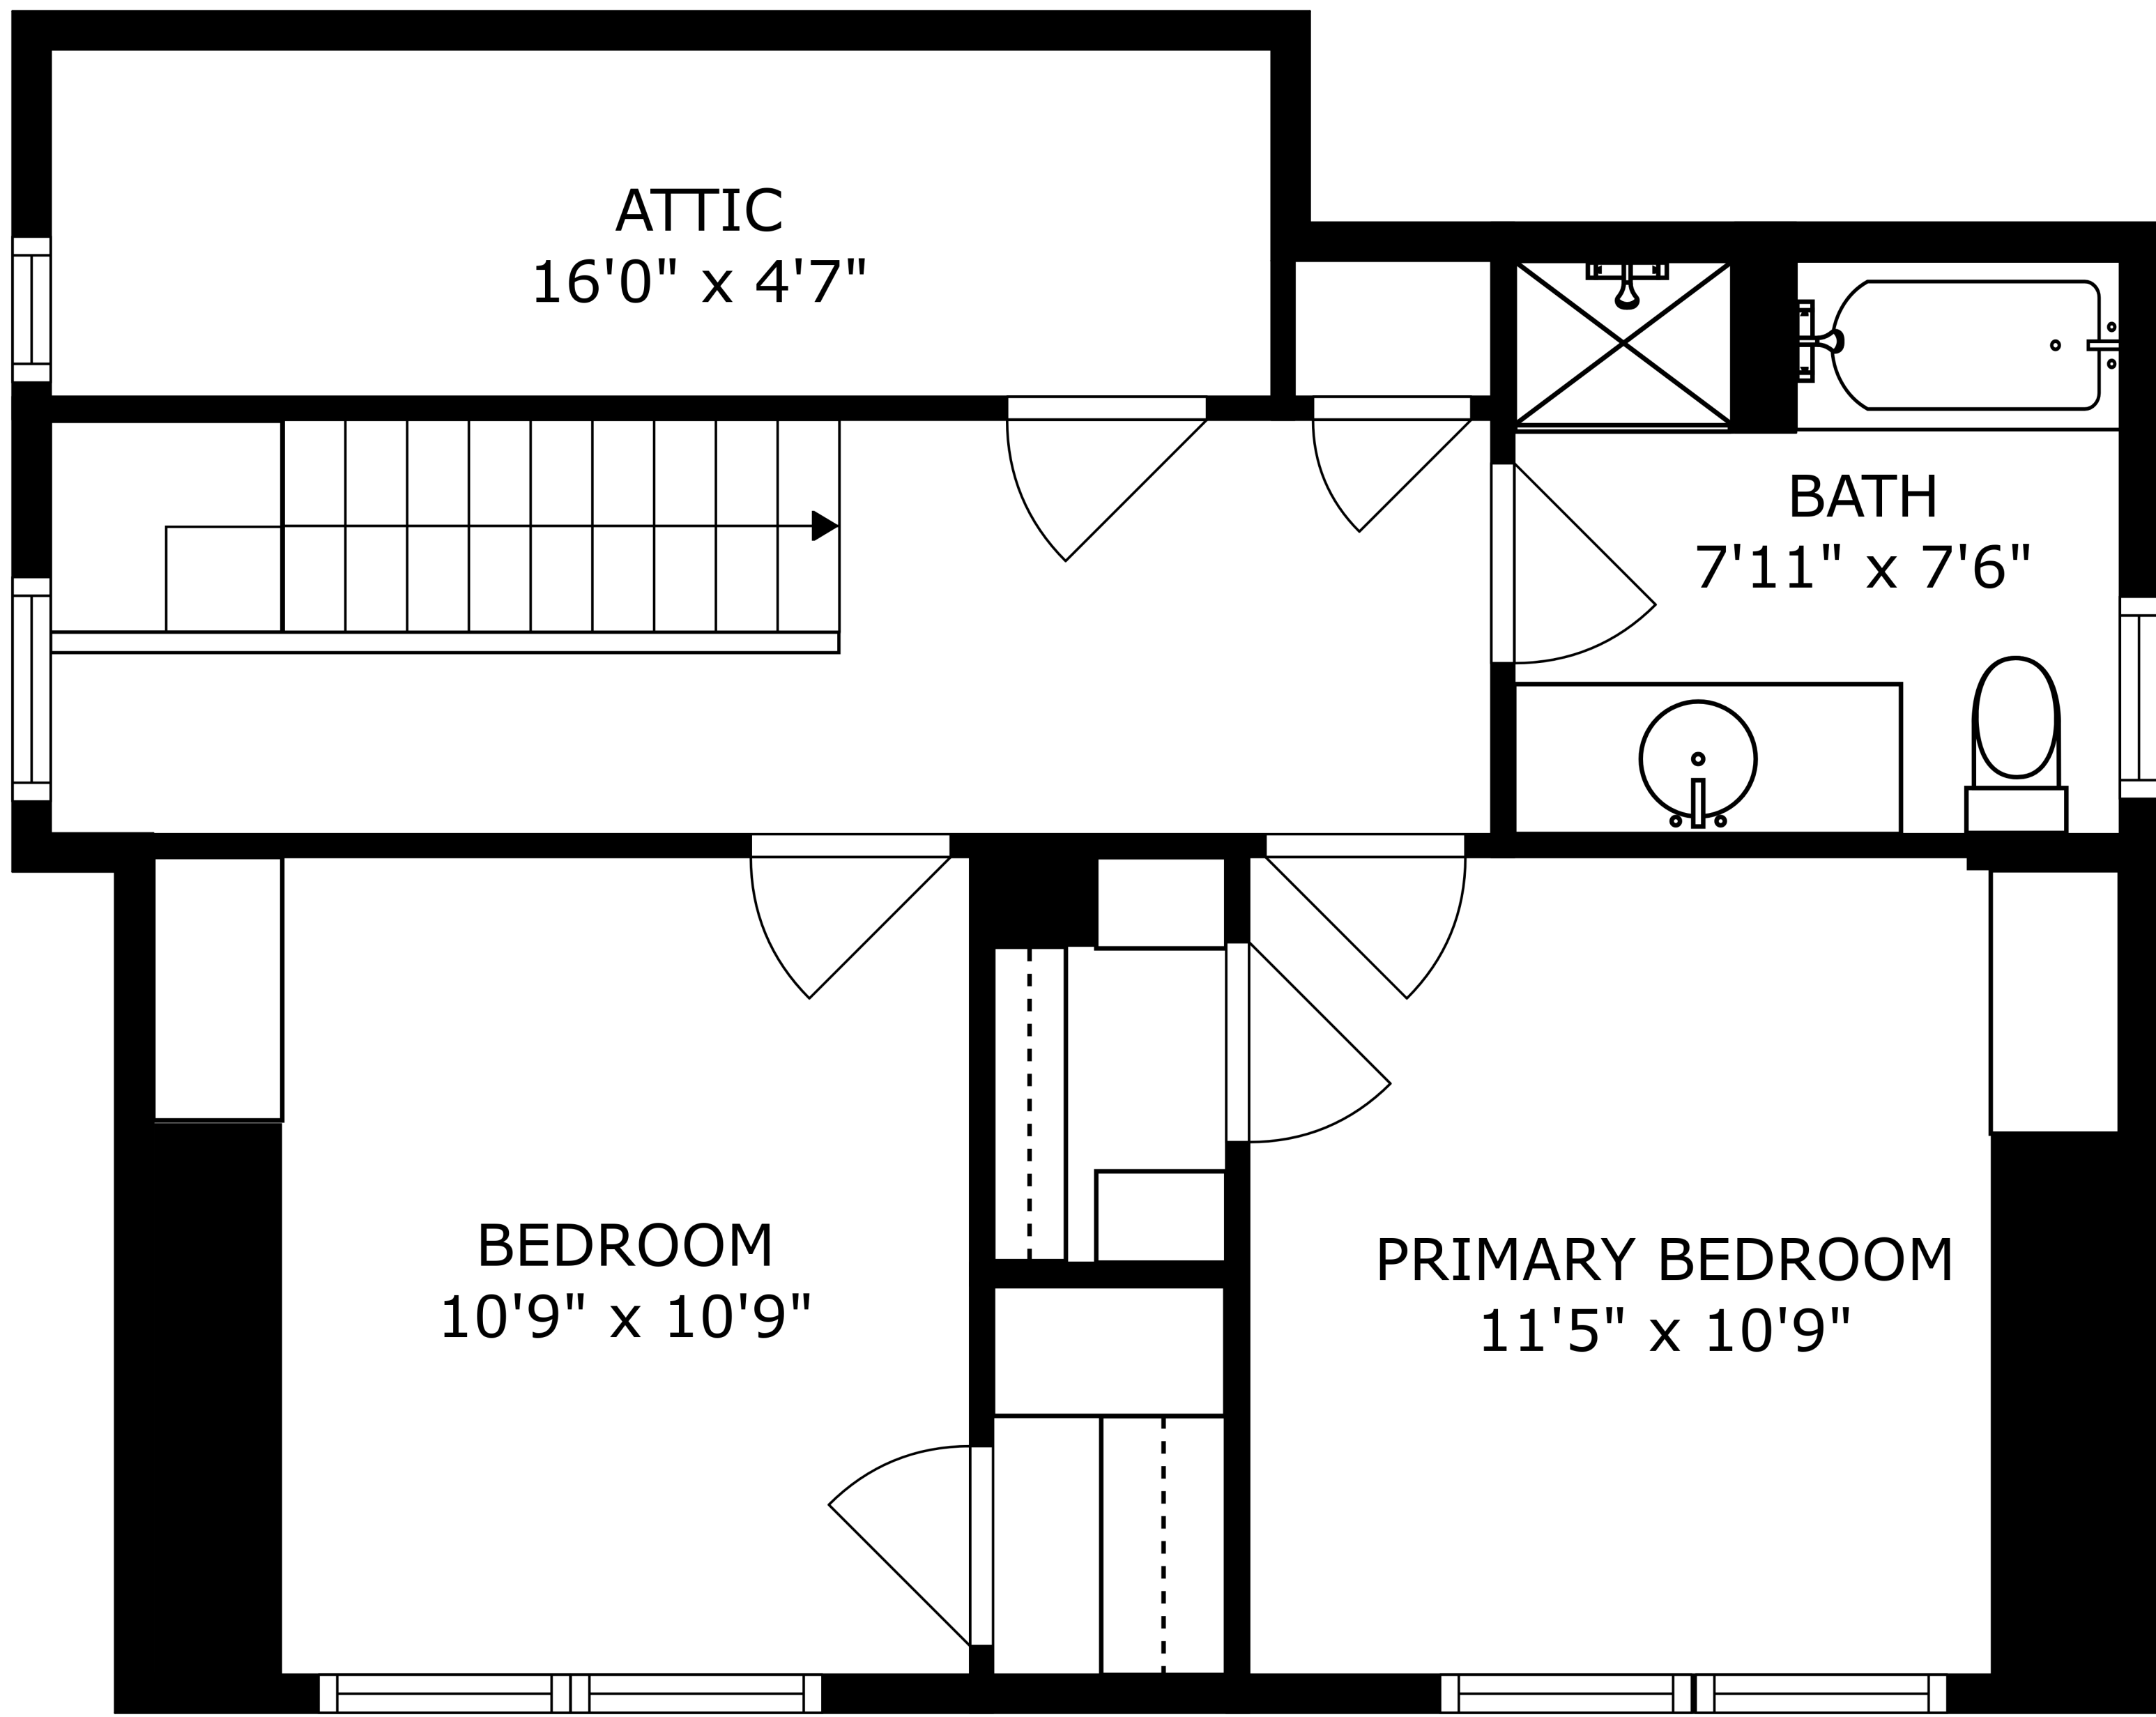 ATTIC
16'0" x 4'7"
BATH
7'11" x 7'6"
BEDROOM
10'9" x 10'9"
PRIMARY BEDROOM
11'5" x 10'9"